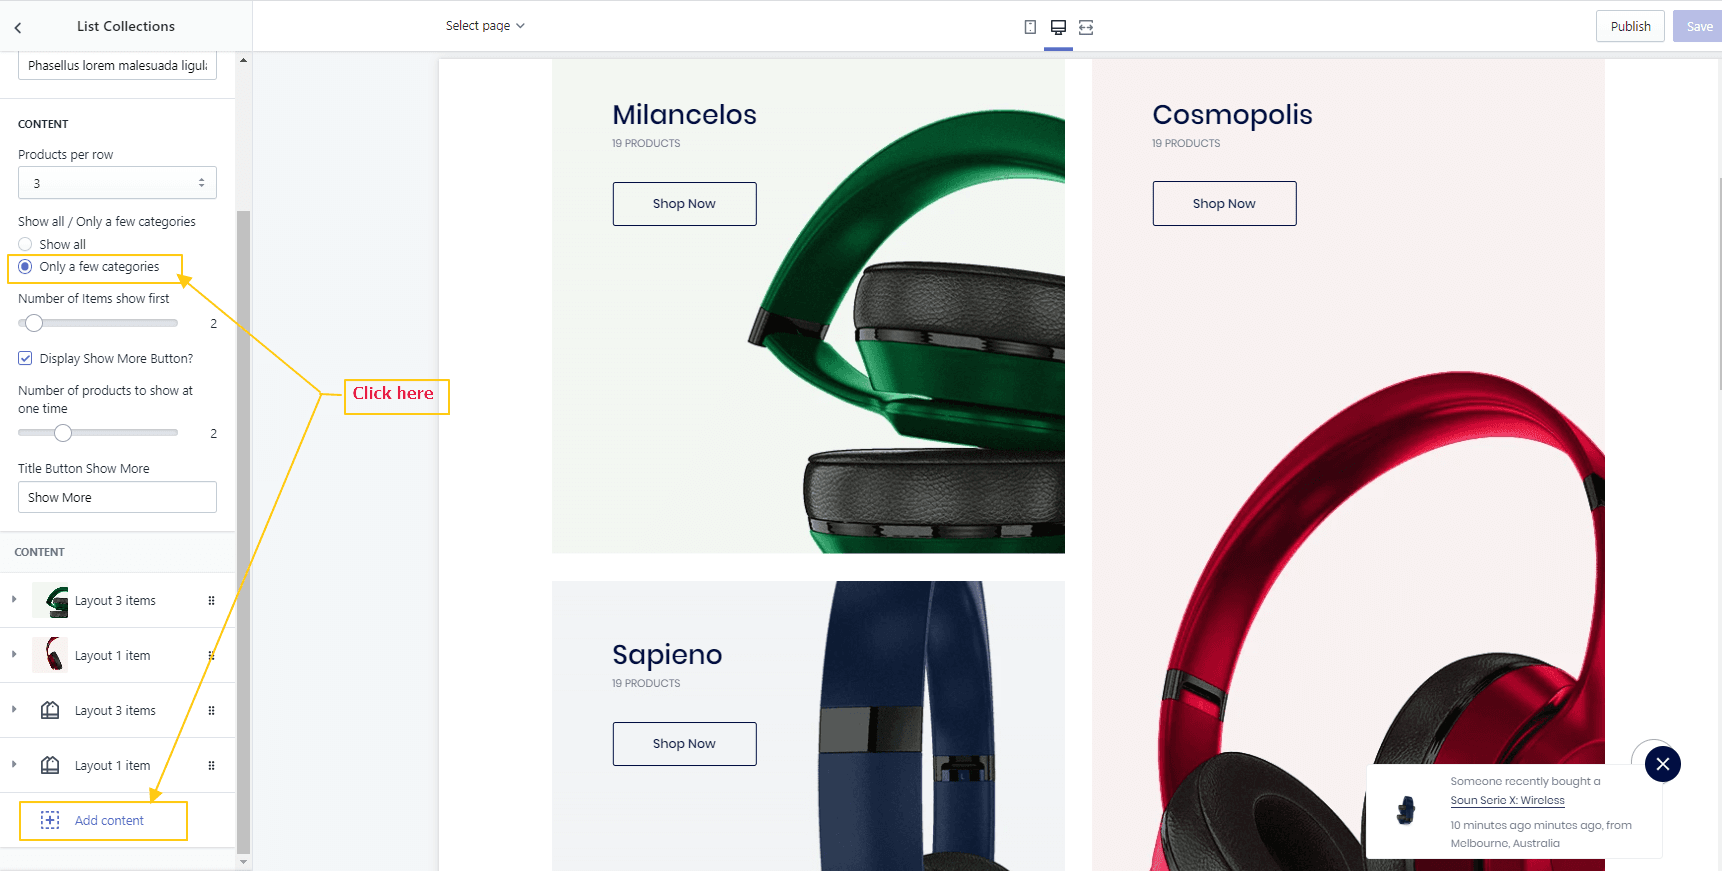 List Collections
Select page
Publish
Save
Phasellus lorem malesuada ligula
CONTENT
Products per row
3
Show all / Only a few categories
Show all
Only a few categories
Number of Items show first
2
Display Show More Button?
Number of products to show at
one time
2
Title Button Show More
Show More
CONTENT
Layout 3 items
Layout 1 item
Layout 3 items
Layout 1 item
Add content
Click here
Milancelos
19 PRODUCTS
Shop Now
Cosmopolis
19 PRODUCTS
Shop Now
Sapieno
19 PRODUCTS
Shop Now
Someone recently bought a
Soun Serie X: Wireless
10 minutes ago minutes ago, from
Melbourne, Australia